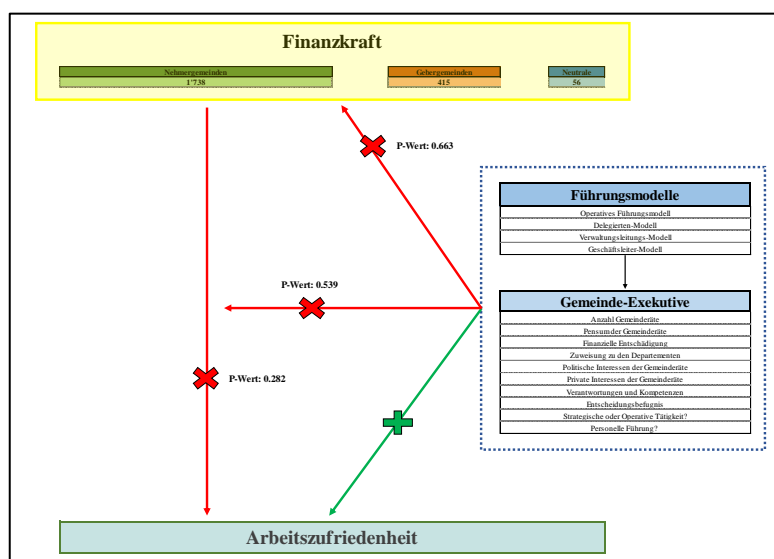 Finanzkraft
Nehmergemeinden
1'738
Gebergemeinden
415
Neutrale
56
P-Wert: 0.663
Führungsmodelle
Operatives Führungsmodell
Delegierten-Modell
Verwaltungsleitungs-Modell
Geschäftsleiter-Modell
P-Wert: 0.539
Gemeinde-Exekutive
Anzahl Gemeinderäte
Pensum der Gemeinderäte
Finanzielle Entschädigung
Zuweisung zu den Departementen
Politische Interessen der Gemeinderäte
Private Interessen der Gemeinderäte
Verantwortungen und Kompetenzen
Entscheidungsbefugnis
Strategische oder Operative Tätigkeit?
Personelle Führung?
P-Wert: 0.282
Arbeitszufriedenheit